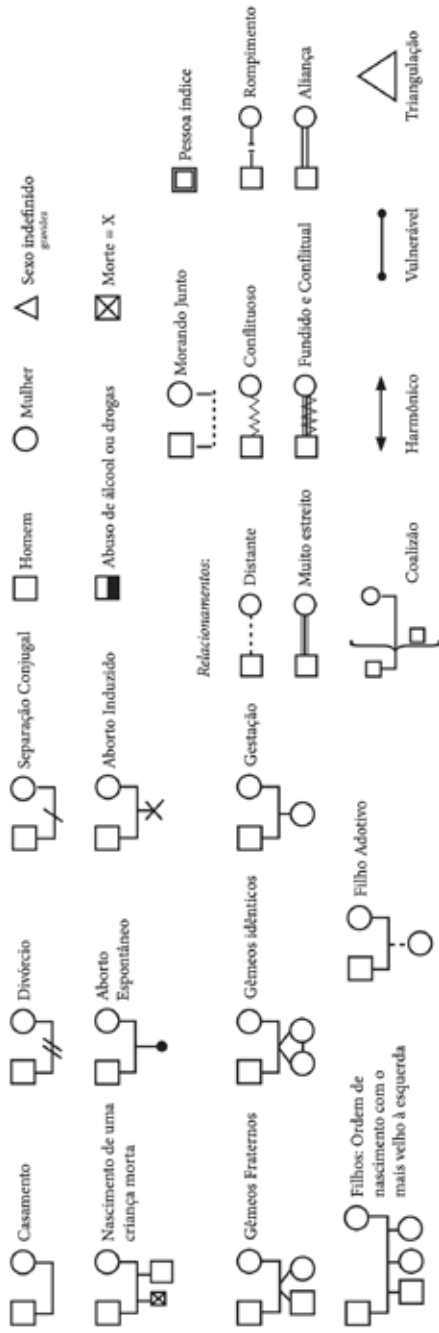 Casamento
Divórcio
Separação Conjugal
Homem
Mulher
Sexo indefinido
gravidez
Nascimento de uma
criança morta
Aborto
Espontâneo
Aborto Induzido
Abuso de álcool ou drogas
Morte = X
Relacionamentos:
Morando Junto
Pessoa índice
Gêmeos Fraternos
Gêmeos idênticos
Gestação
Distante
Conflituoso
Rompimento
Muito estreito
Fundido e Conflitual
Aliança
Filhos: Ordem de
nascimento com o
mais velho à esquerda
Filho Adotivo
Coalizão
Harmônico
Vulnerável
Triangulação